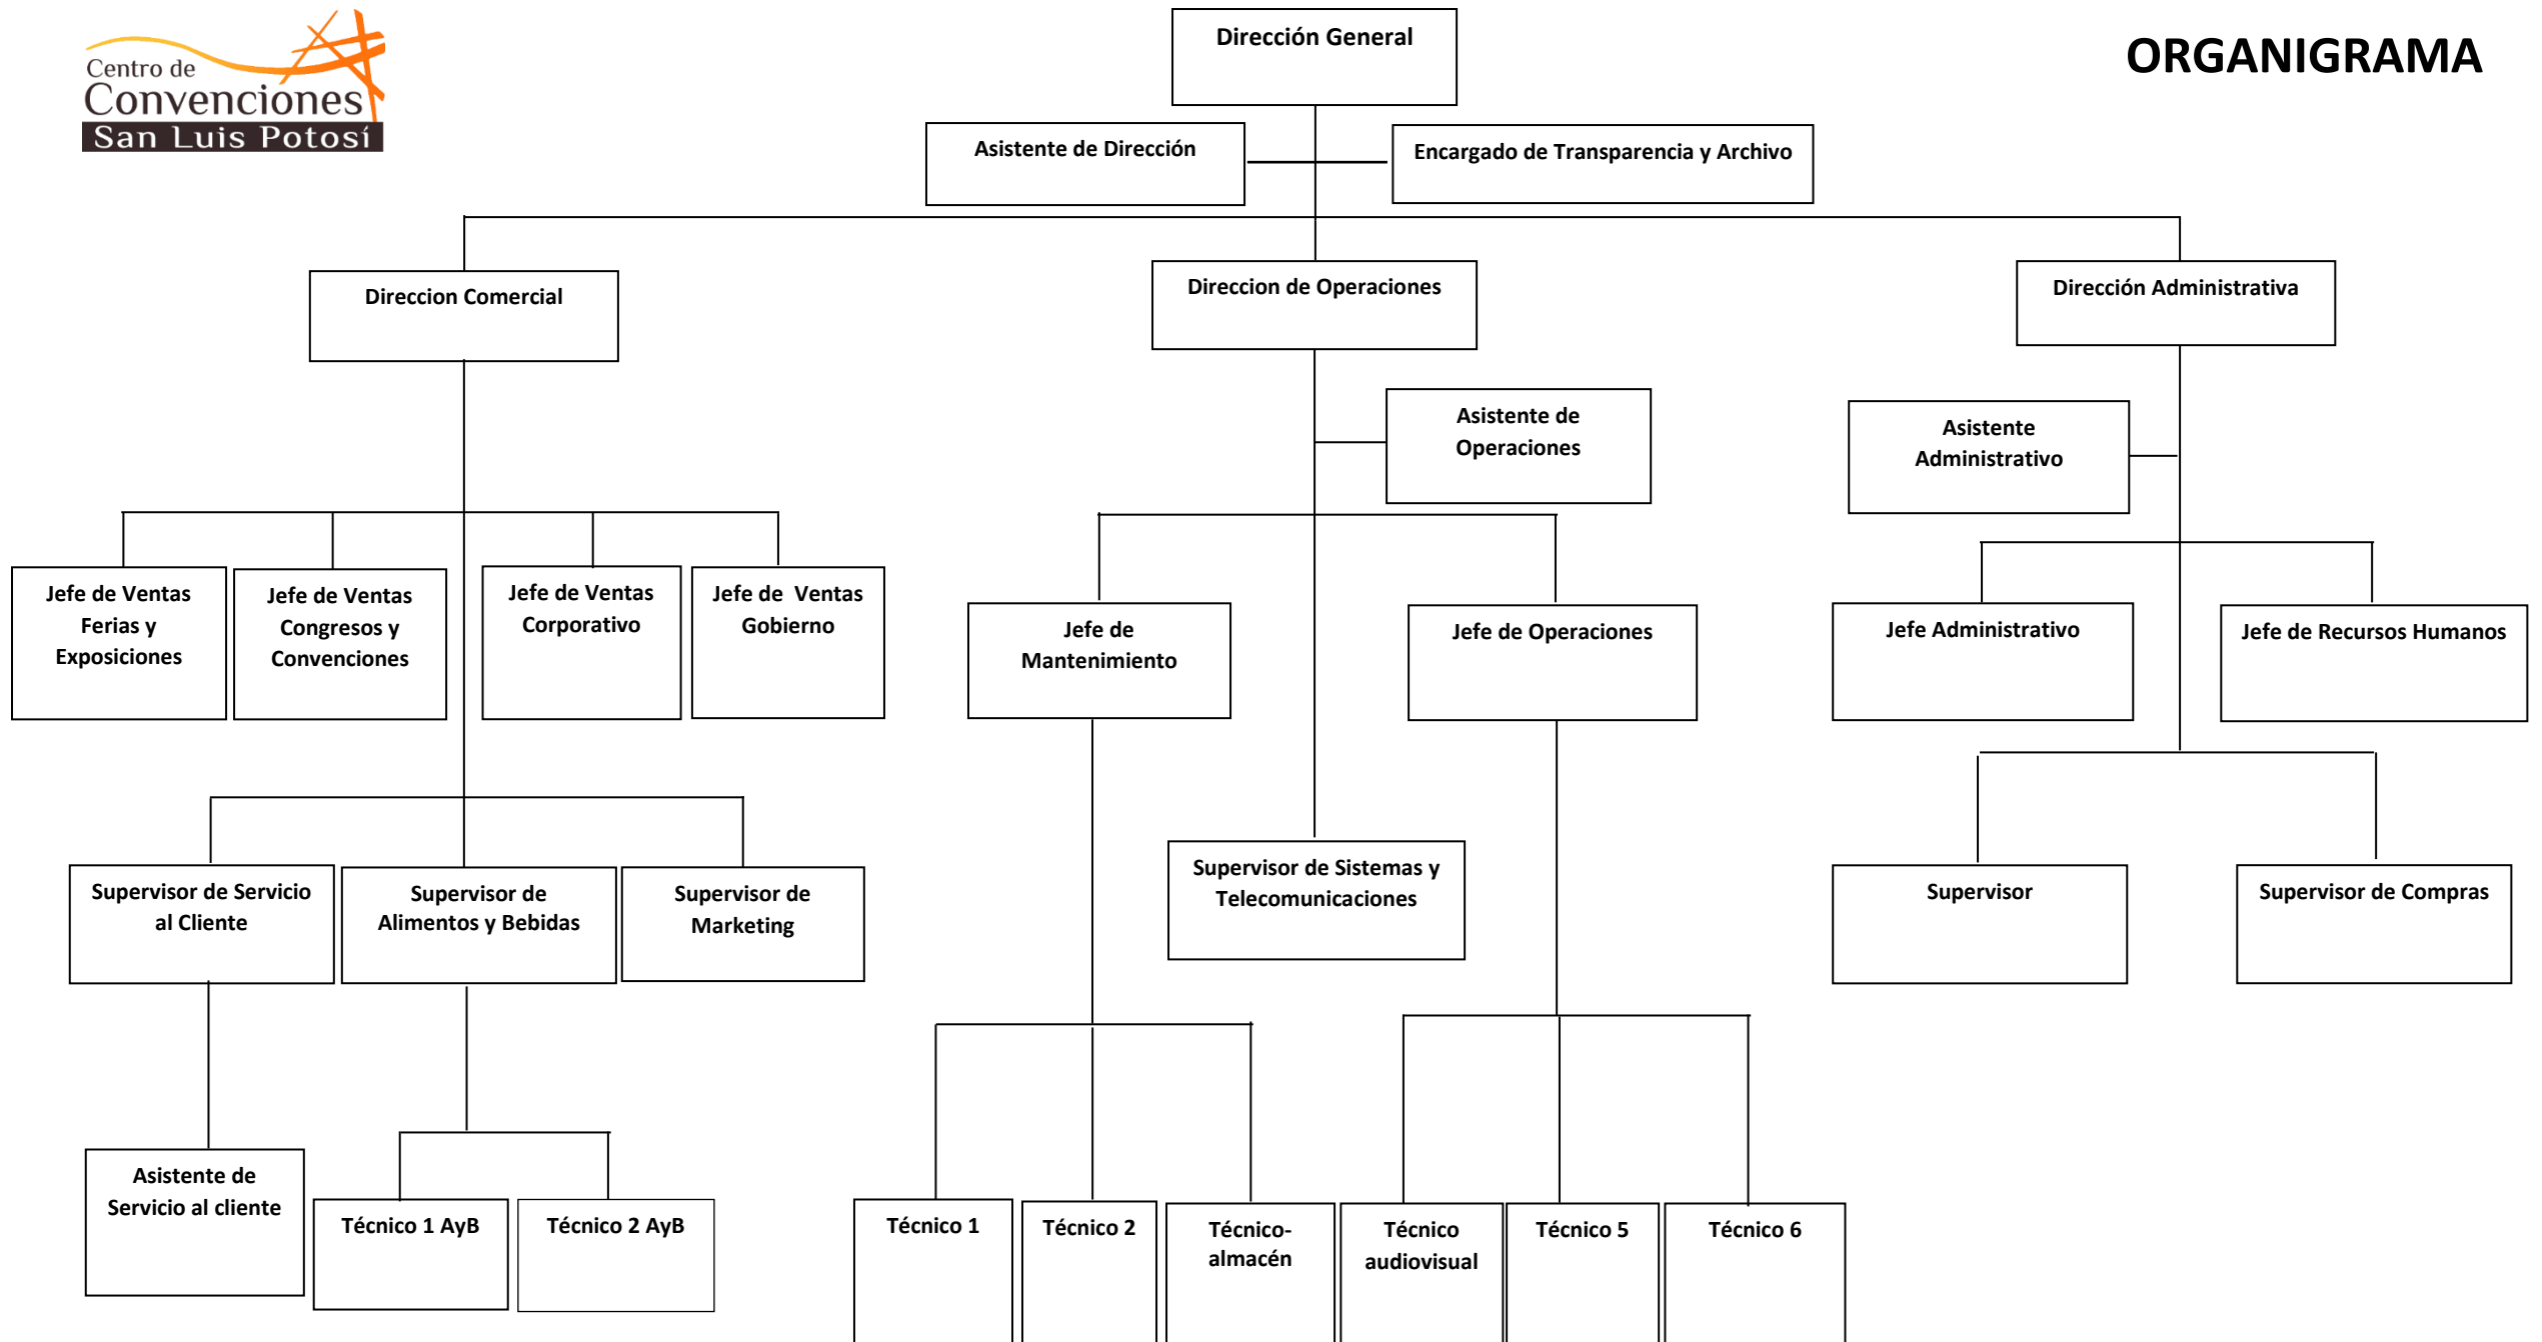 Centro de
Convenciones
San Luis Potosí
Dirección General
ORGANIGRAMA
Asistente de Dirección
Encargado de Transparencia y Archivo
Direccion Comercial
Direccion de Operaciones
Dirección Administrativa
Asistente de
Operaciones
Asistente
Administrativo
Jefe de Ventas
Ferias y
Exposiciones
Jefe de Ventas
Congresos y
Convenciones
Jefe de Ventas
Corporativo
Jefe de Ventas
Gobierno
Jefe de
Mantenimiento
Jefe de Operaciones
Jefe Administrativo
Jefe de Recursos Humanos
Supervisor de Servicio
al Cliente
Supervisor de
Alimentos y Bebidas
Supervisor de
Marketing
Supervisor de Sistemas y
Telecomunicaciones
Supervisor
Supervisor de Compras
Asistente de
Servicio al cliente
Técnico 1 AyB
Técnico 2 AyB
Técnico 1
Técnico 2
Técnico-
almacén
Técnico
audiovisual
Técnico 5
Técnico 6